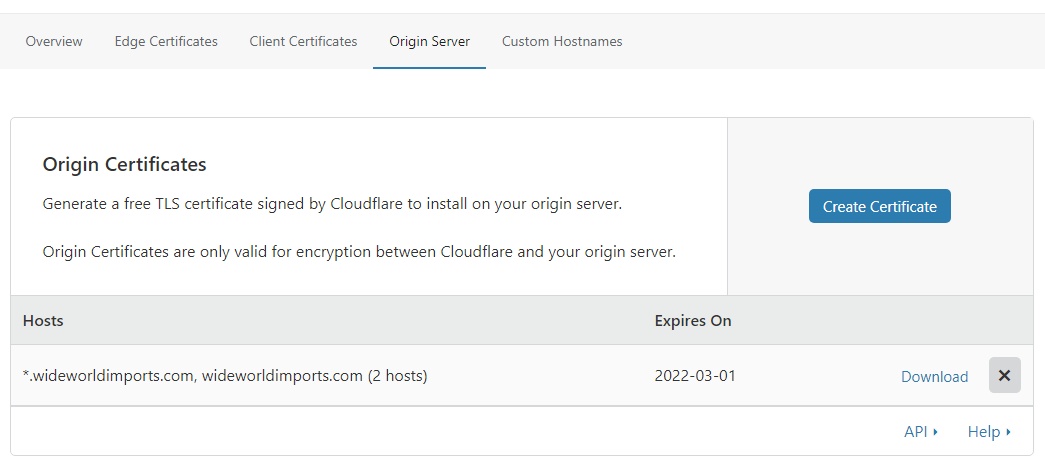 Overview Edge Certificates Client Certificates Origin Server Custom Hostnames
Origin Certificates
Generate a free TLS certificate signed by Cloudflare to install on your origin server.
Create Certificate
Origin Certificates are only valid for encryption between Cloudflare and your origin server.
Hosts Expires On
*.wideworldimports.com, wideworldimports.com (2 hosts) 2022-03-01 Download ×
API Help